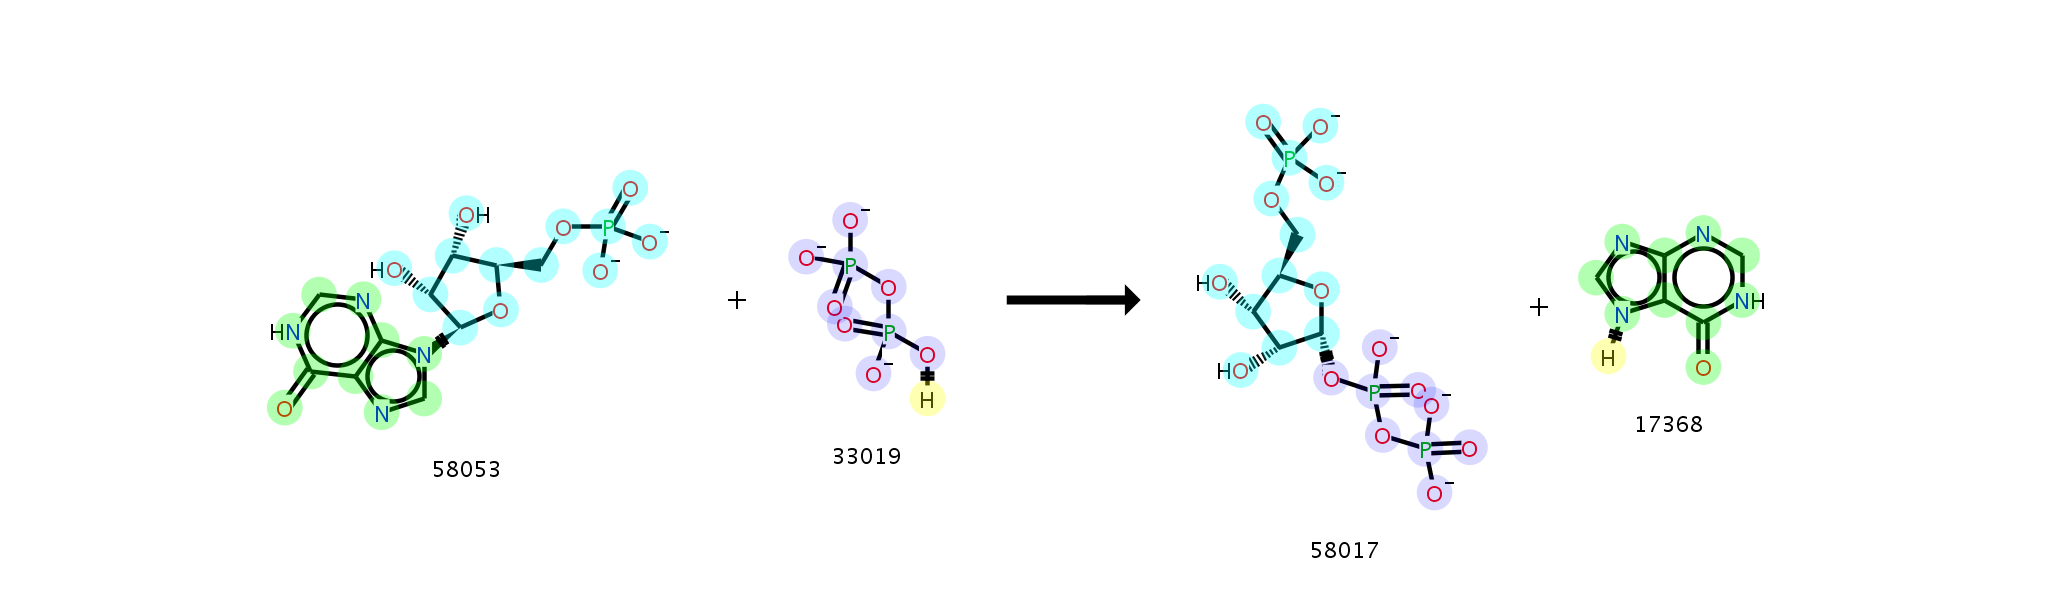 HN N N N O HO OH O O P O O⁻ O⁻
58053
+
O⁻ O⁻ P O O O P O⁻ O H
33019
O P O⁻ O⁻ O HO O HO O O⁻ P O O O⁻ P O O⁻
58017
+
N N N NH H O
17368